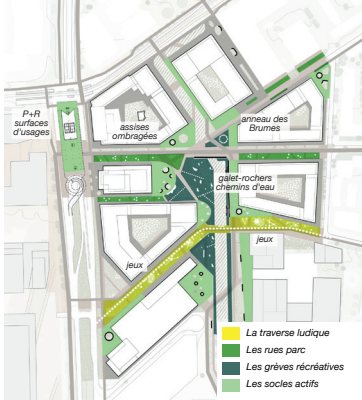 P+R
surfaces
d'usages
assises
ombragées
anneau des
Brumes
galet-rochers
chemins d'eau
jeux
jeux
La traverse ludique
Les rues parc
Les grèves récréatives
Les socles actifs